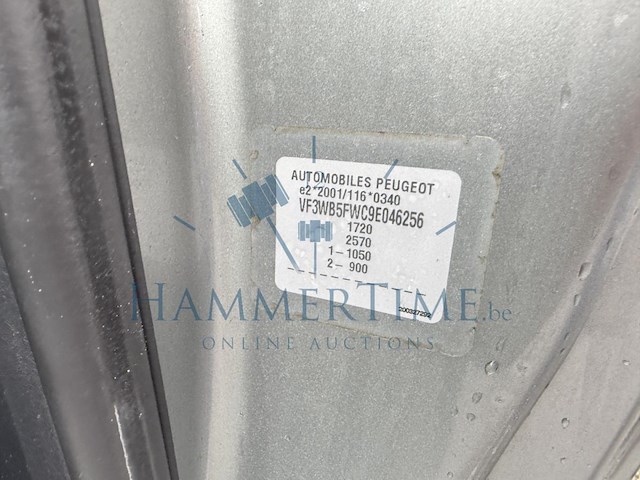 AUTOMOBILES PEUGEOT
e2*2001/116*0340
VF3WB5FWC9E046256
1720
2570
1-1050
2- 900
HAMMERTIME.be
ONLINE AUCTIONS